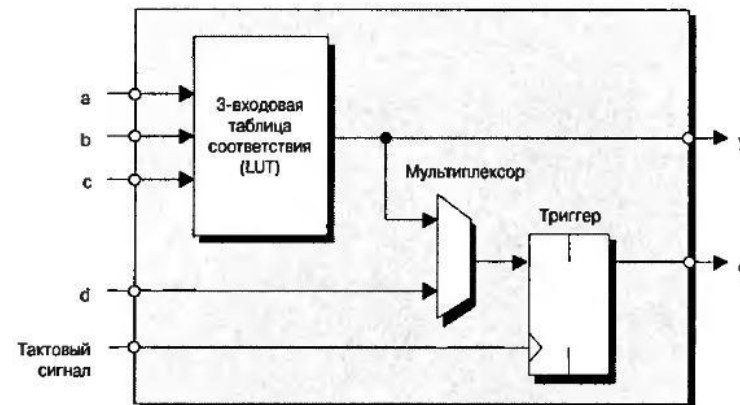 a
b
c
d
Тактовый
сигнал
3-входовая
таблица
соответствия
(LUT)
Мультиплексор
Триггер
y